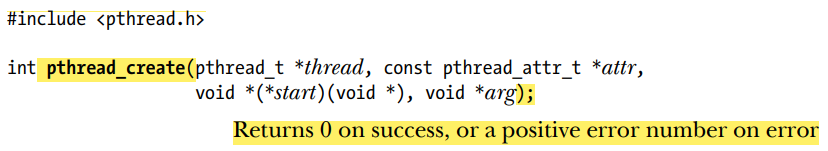 #include <pthread.h>
int pthread_create(pthread_t *thread, const pthread_attr_t *attr,
void *(*start)(void *), void *arg);
Returns 0 on success, or a positive error number on error